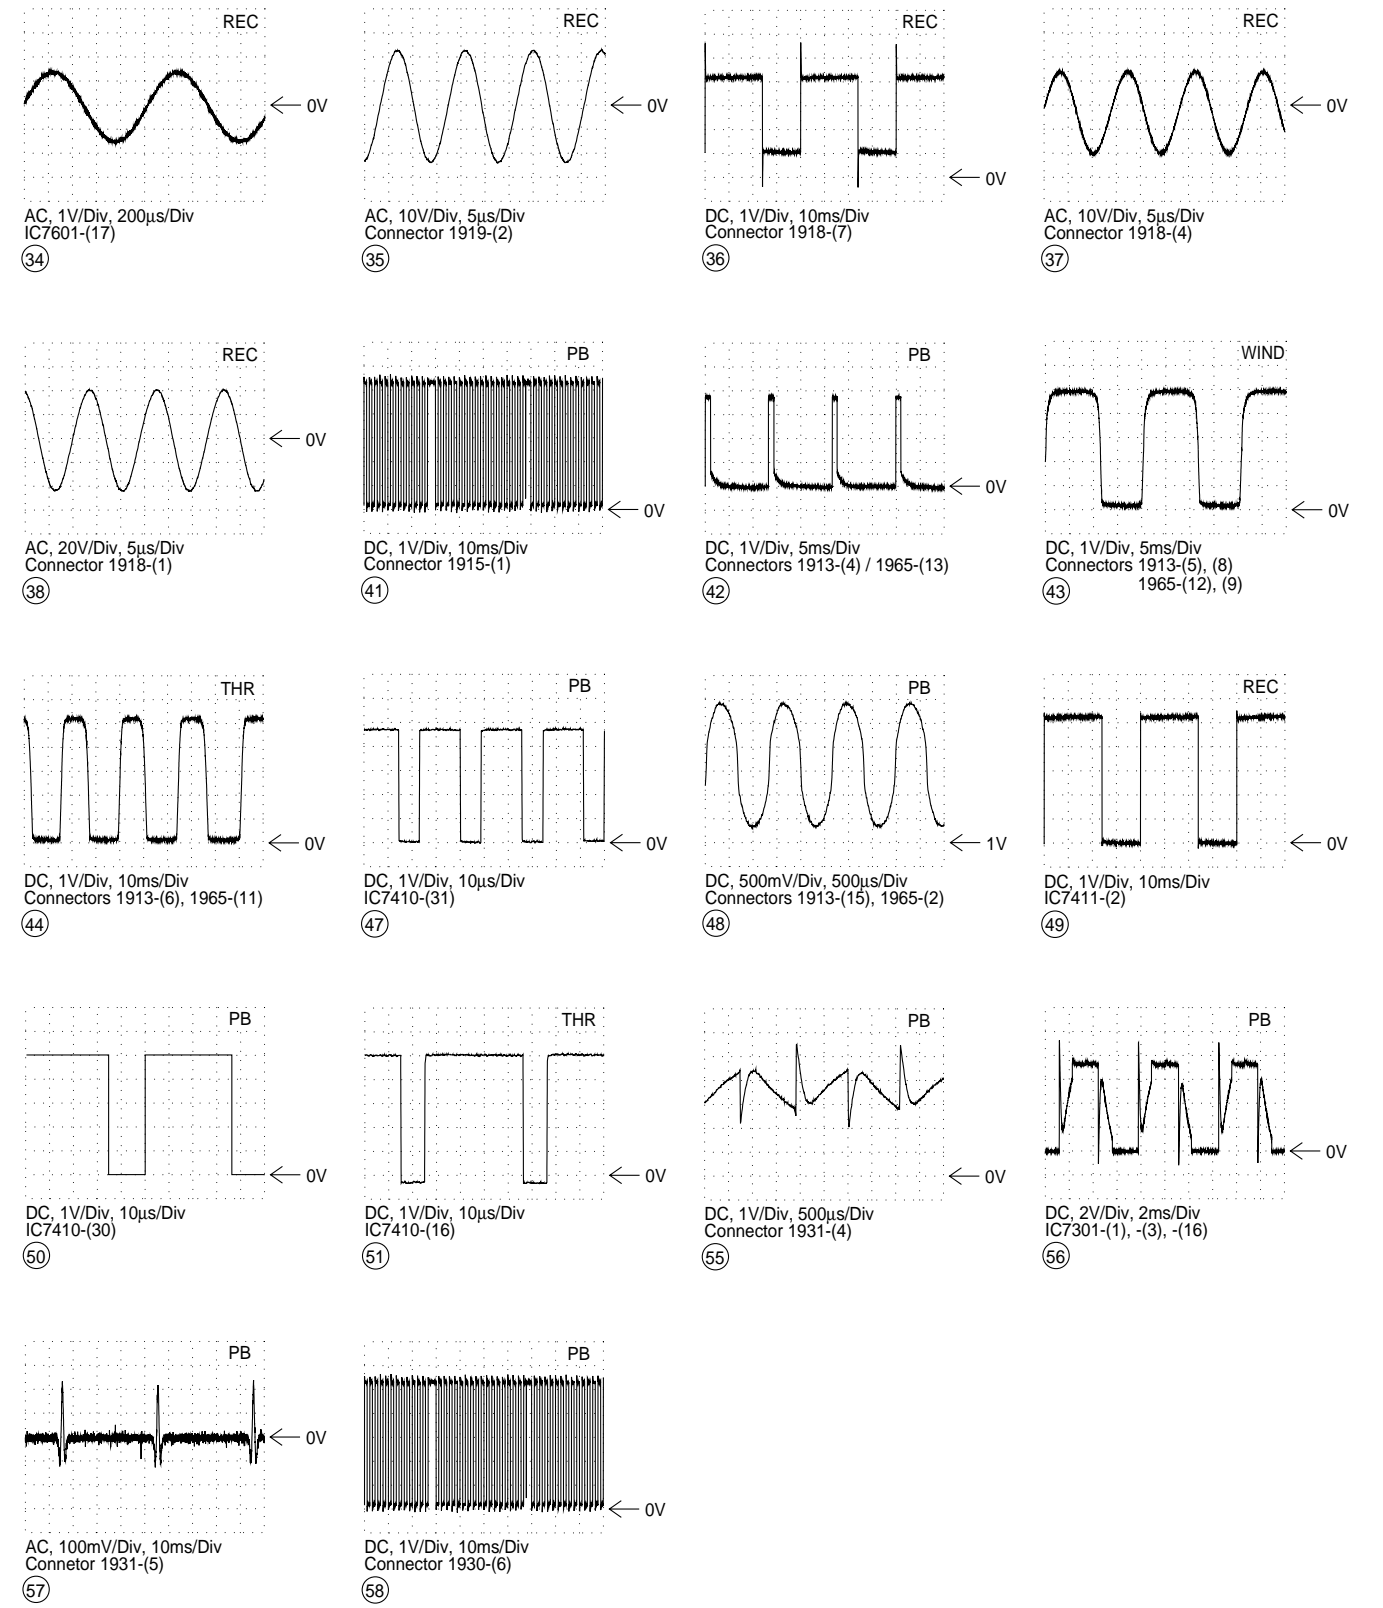 REC
0V
AC, 1V/Div, 200µs/Div
IC7601-(17)
34
REC
0V
AC, 10V/Div, 5µs/Div
Connector 1919-(2)
35
REC
0V
DC, 1V/Div, 10ms/Div
Connector 1918-(7)
36
REC
0V
AC, 10V/Div, 5µs/Div
Connector 1918-(4)
37
REC
0V
AC, 20V/Div, 5µs/Div
Connector 1918-(1)
38
PB
0V
DC, 1V/Div, 10ms/Div
Connector 1915-(1)
41
PB
0V
DC, 1V/Div, 5ms/Div
Connectors 1913-(4) / 1965-(13)
42
WIND
0V
DC, 1V/Div, 5ms/Div
Connectors 1913-(5), (8)
1965-(12), (9)
43
THR
0V
DC, 1V/Div, 10ms/Div
Connectors 1913-(6), 1965-(11)
44
PB
0V
DC, 1V/Div, 10µs/Div
IC7410-(31)
47
PB
1V
DC, 500mV/Div, 500µs/Div
Connectors 1913-(15), 1965-(2)
48
REC
0V
DC, 1V/Div, 10ms/Div
IC7411-(2)
49
PB
0V
DC, 1V/Div, 10µs/Div
IC7410-(30)
50
THR
0V
DC, 1V/Div, 10µs/Div
IC7410-(16)
51
PB
0V
DC, 1V/Div, 500µs/Div
Connector 1931-(4)
55
PB
0V
DC, 2V/Div, 2ms/Div
IC7301-(1), -(3), -(16)
56
PB
0V
AC, 100mV/Div, 10ms/Div
Connetor 1931-(5)
57
PB
0V
DC, 1V/Div, 10ms/Div
Connector 1930-(6)
58